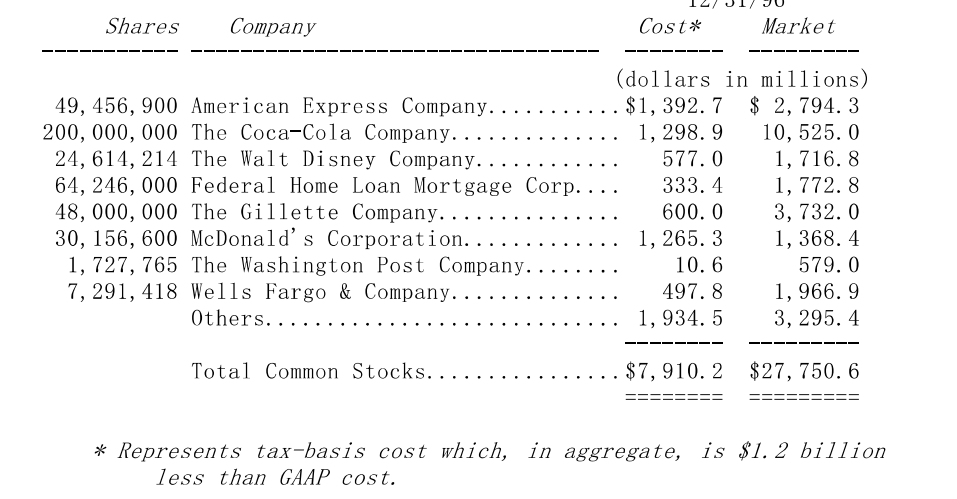 12/31/96
Shares Company Cost* Market
(dollars in millions)
49,456,900 American Express Company...........$1,392.7 $ 2,794.3
200,000,000 The Coca-Cola Company.............. 1,298.9 10,525.0
24,614,214 The Walt Disney Company............ 577.0 1,716.8
64,246,000 Federal Home Loan Mortgage Corp.... 333.4 1,772.8
48,000,000 The Gillette Company............... 600.0 3,732.0
30,156,600 McDonald's Corporation............. 1,265.3 1,368.4
1,727,765 The Washington Post Company........ 10.6 579.0
7,291,418 Wells Fargo & Company.............. 497.8 1,966.9
Others............................. 1,934.5 3,295.4
Total Common Stocks................$7,910.2 $27,750.6
* Represents tax-basis cost which, in aggregate, is $1.2 billion
less than GAAP cost.